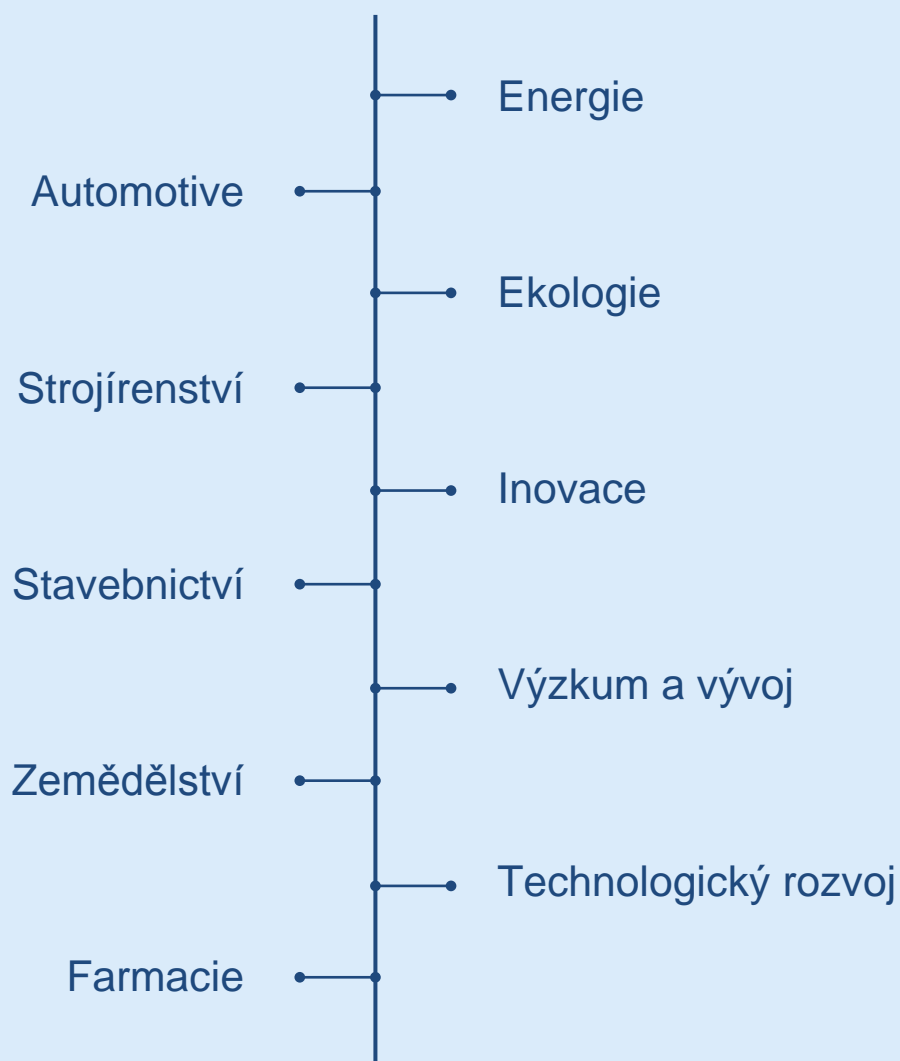 Energie
Automotive
Ekologie
Strojírenství
Inovace
Stavebnictví
Výzkum a vývoj
Zemědělství
Technologický rozvoj
Farmacie